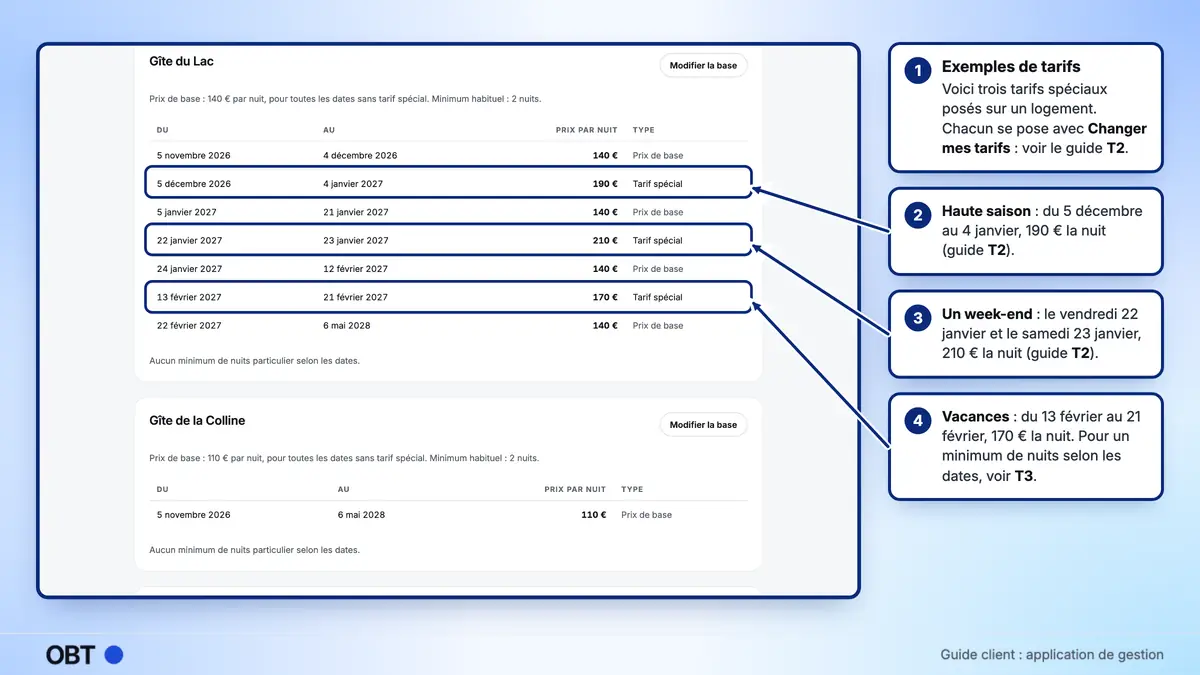 Gîte du Lac
Modifier la base
Prix de base : 140 € par nuit, pour toutes les dates sans tarif spécial. Minimum habituel : 2 nuits.
DU AU PRIX PAR NUIT TYPE
5 novembre 2026 4 décembre 2026 140 € Prix de base
5 décembre 2026 4 janvier 2027 190 € Tarif spécial
5 janvier 2027 21 janvier 2027 140 € Prix de base
22 janvier 2027 23 janvier 2027 210 € Tarif spécial
24 janvier 2027 12 février 2027 140 € Prix de base
13 février 2027 21 février 2027 170 € Tarif spécial
22 février 2027 6 mai 2028 140 € Prix de base
Aucun minimum de nuits particulier selon les dates.
Gîte de la Colline
Modifier la base
Prix de base : 110 € par nuit, pour toutes les dates sans tarif spécial. Minimum habituel : 2 nuits.
DU AU PRIX PAR NUIT TYPE
5 novembre 2026 6 mai 2028 110 € Prix de base
Aucun minimum de nuits particulier selon les dates.
1 Exemples de tarifs
Voici trois tarifs spéciaux
posés sur un logement.
Chacun se pose avec Changer
mes tarifs : voir le guide T2.
2 Haute saison : du 5 décembre
au 4 janvier, 190 € la nuit
(guide T2).
3 Un week-end : le vendredi 22
janvier et le samedi 23 janvier,
210 € la nuit (guide T2).
4 Vacances : du 13 février au 21
février, 170 € la nuit. Pour un
minimum de nuits selon les
dates, voir T3.
OBT
Guide client : application de gestion